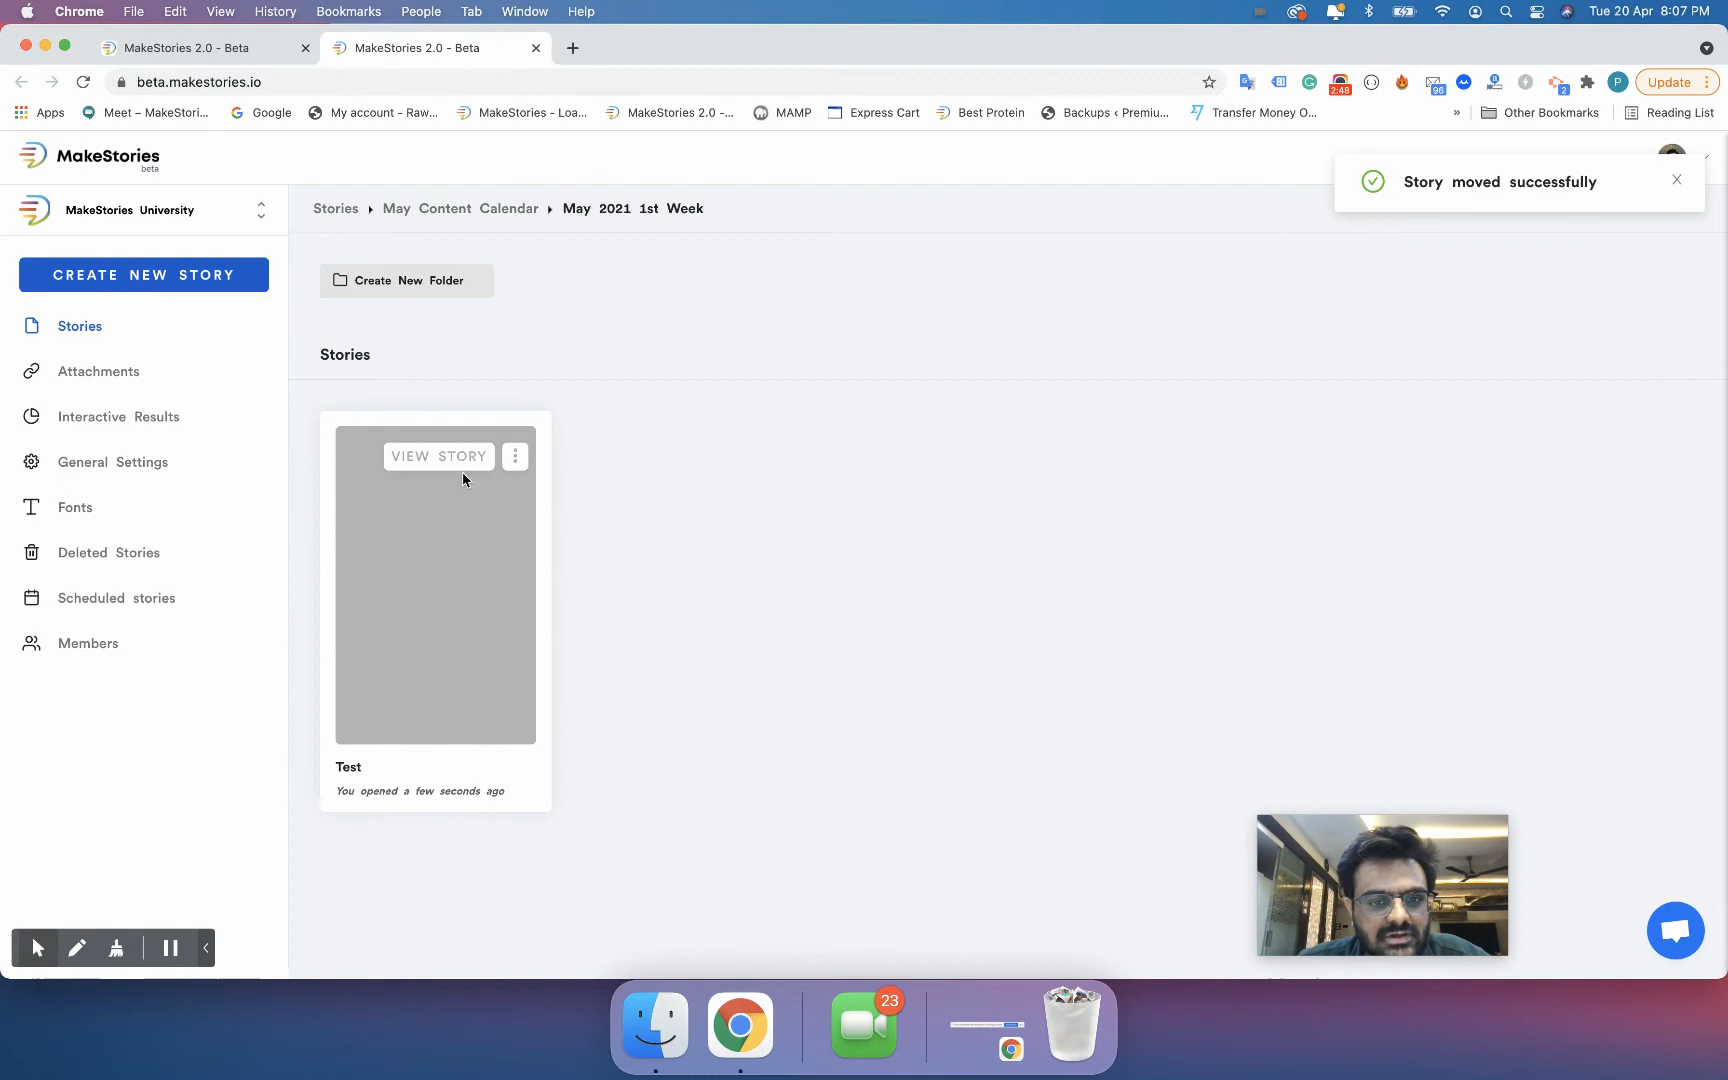 Chrome File Edit View History Bookmarks People Tab Window Help Tue 20 Apr 8:07 PM
MakeStories 2.0 - Beta MakeStories 2.0 - Beta
beta.makestories.io 2:48 96 2 P Update
Apps Meet – MakeStori... Google My account - Raw... MakeStories - Loa... MakeStories 2.0 -... MAMP Express Cart Best Protein Backups ‹ Premiu... Transfer Money O... » Other Bookmarks Reading List
MakeStories
beta
Story moved successfully
MakeStories University
Stories May Content Calendar May 2021 1st Week
CREATE NEW STORY
Create New Folder
Stories
Attachments
Interactive Results
General Settings
Fonts
Deleted Stories
Scheduled stories
Members
Stories
VIEW STORY
Test
You opened a few seconds ago
23